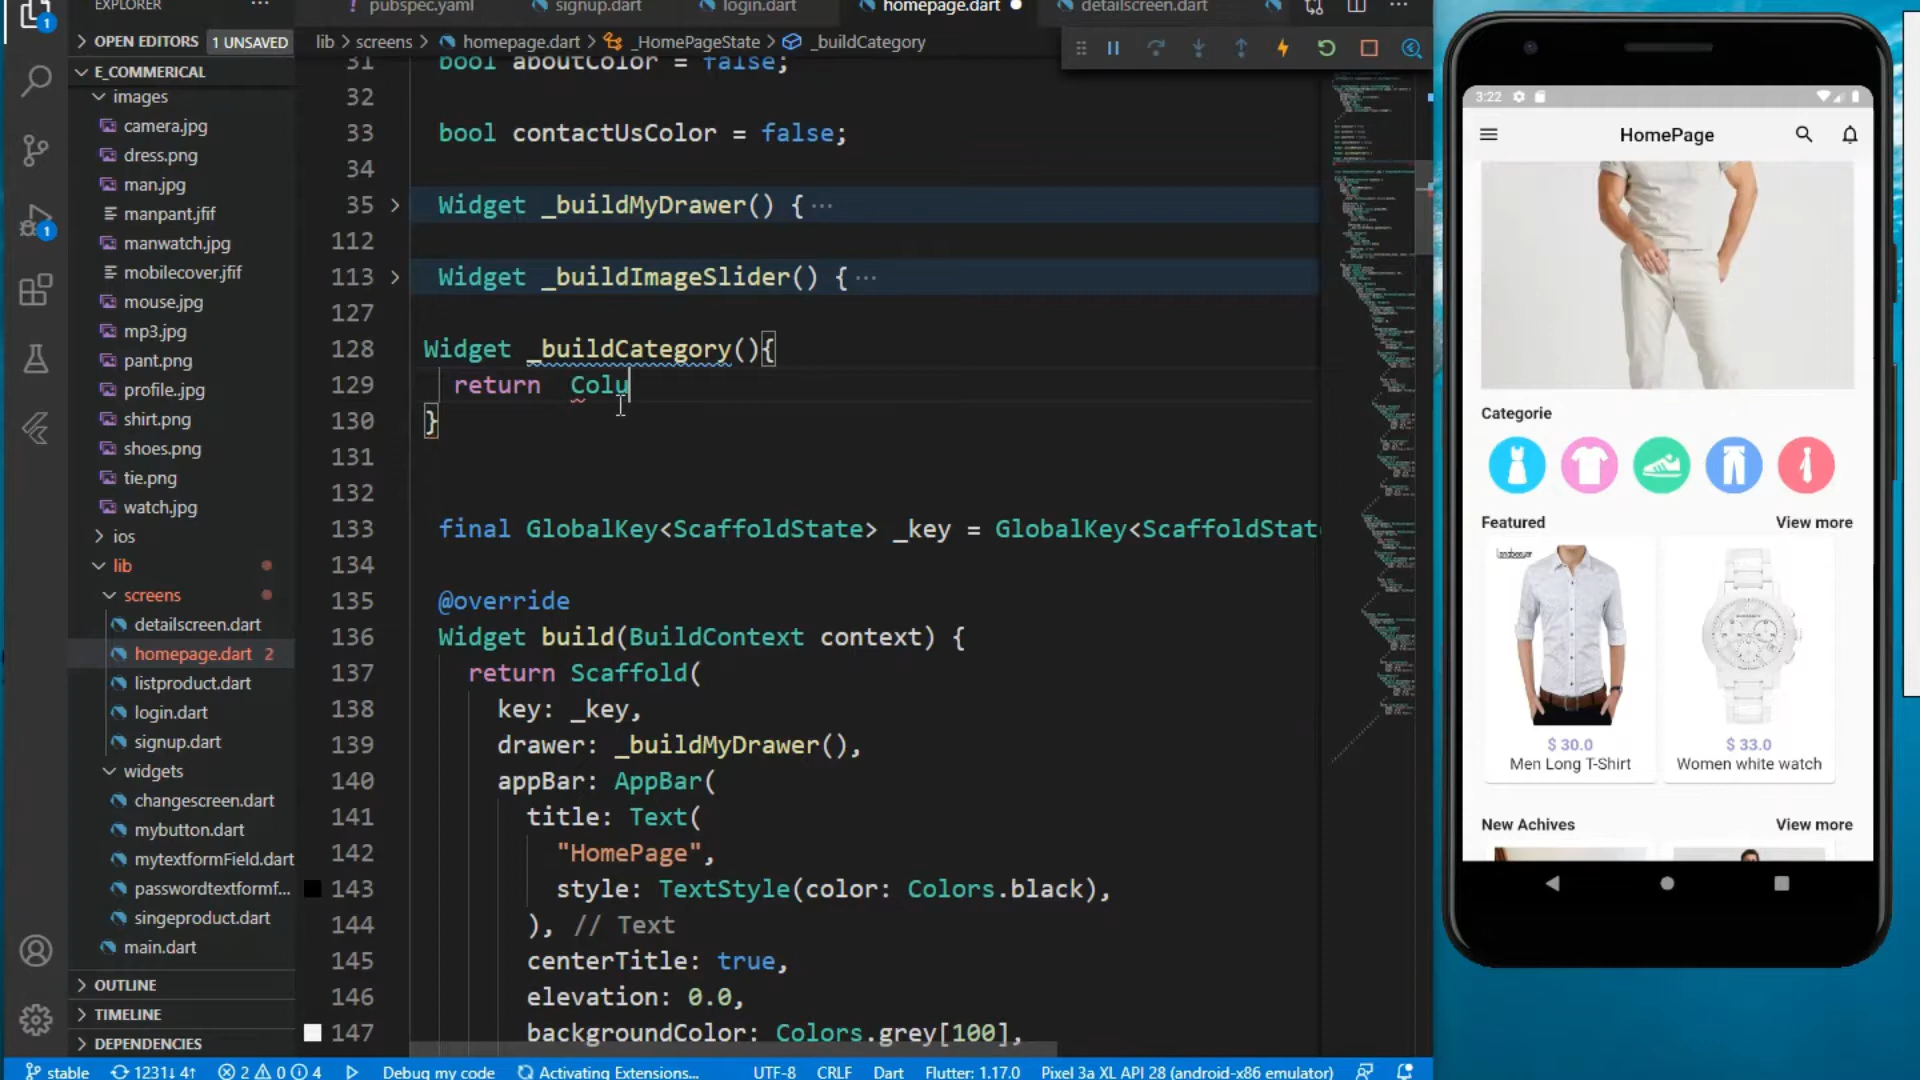 EXPLORER ...
pubspec.yaml signup.dart login.dart homepage.dart detailscreen.dart
OPEN EDITORS 1 UNSAVED
lib > screens > homepage.dart > _HomePageState > _buildCategory
E_COMMERICAL
images
camera.jpg
dress.png
man.jpg
manpant.jfif
manwatch.jpg
mobilecover.jfif
mouse.jpg
mp3.jpg
pant.png
profile..jpg
shirt.png
shoes.png
tie.png
watch.jpg
ios
lib
screens
detailscreen.dart
homepage.dart 2
listproduct.dart
login.dart
signup.dart
widgets
changescreen.dart
mybutton.dart
mytextformField.dart
passwordtextformf...
singeproduct.dart
main.dart
OUTLINE
TIMELINE
DEPENDENCIES
31 bool aboutColor = false;
32
33 bool contactUsColor = false;
34
35 Widget _buildMyDrawer() { ...
112
113 Widget _buildImageSlider() { ...
127
128 Widget _buildCategory(){
129 return Colu
130 }
131
132
133 final GlobalKey<ScaffoldState> _key = GlobalKey<ScaffoldStat
134
135 @override
136 Widget build(BuildContext context) {
137 return Scaffold(
138 key: _key,
139 drawer: _buildMyDrawer(),
140 appBar: AppBar(
141 title: Text(
142 "HomePage",
143 style: TextStyle(color: Colors.black),
144 ), // Text
145 centerTitle: true,
146 elevation: 0.0,
147 backgroundColor: Colors.grey[100],
stable 1231↓ 4↑ 2 0 4 Debug my code Activating Extensions... UTF-8 CRLF Dart Flutter: 1.17.0 Pixel 3a XL API 28 (android-x86 emulator)
1
1
3:22
HomePage
Categorie
Featured View more
$ 30.0 $ 33.0
Men Long T-Shirt Women white watch
New Achives View more